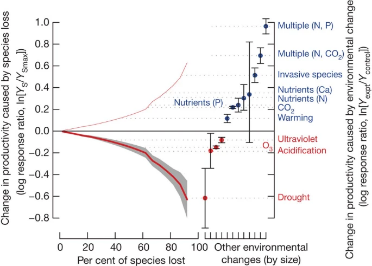 Change in productivity caused by species loss
(log response ratio, ln[Ys/YSmax])
1.0
0.8
0.6
0.4
0.2
0.0
–0.2
–0.4
–0.6
–0.8
0 20 40 60 80 100
Per cent of species lost
Other environmental
changes (by size)
Multiple (N, P)
Multiple (N, CO2)
Invasive species
Nutrients (Ca)
Nutrients (N)
Nutrients (P)
CO2
Warming
Ultraviolet
O3
Acidification
Drought
Change in productivity caused by environmental change
(log response ratio, ln[Yexpt/Ycontrol])